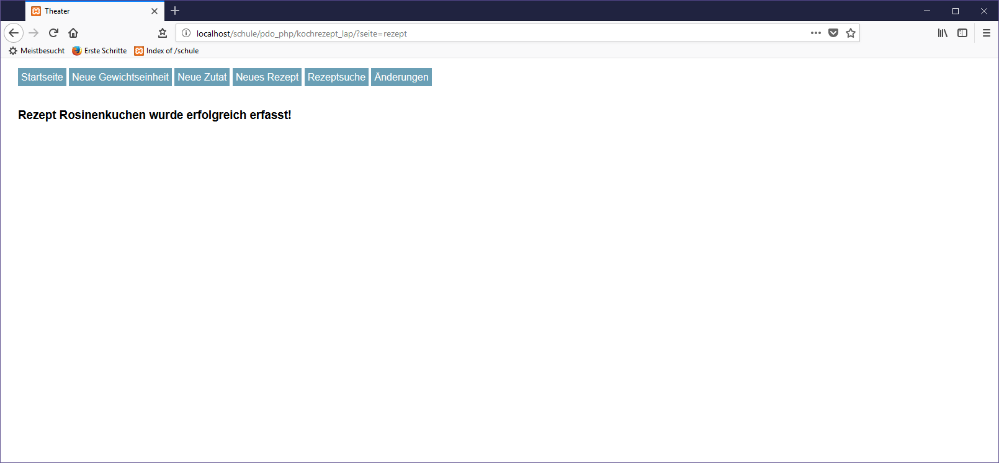 Theater
localhost/schule/pdo_php/kochrezept_lap/?seite=rezept
Meistbesucht Erste Schritte Index of /schule
Startseite Neue Gewichtseinheit Neue Zutat Neues Rezept Rezeptsuche Änderungen
Rezept Rosinenkuchen wurde erfolgreich erfasst!